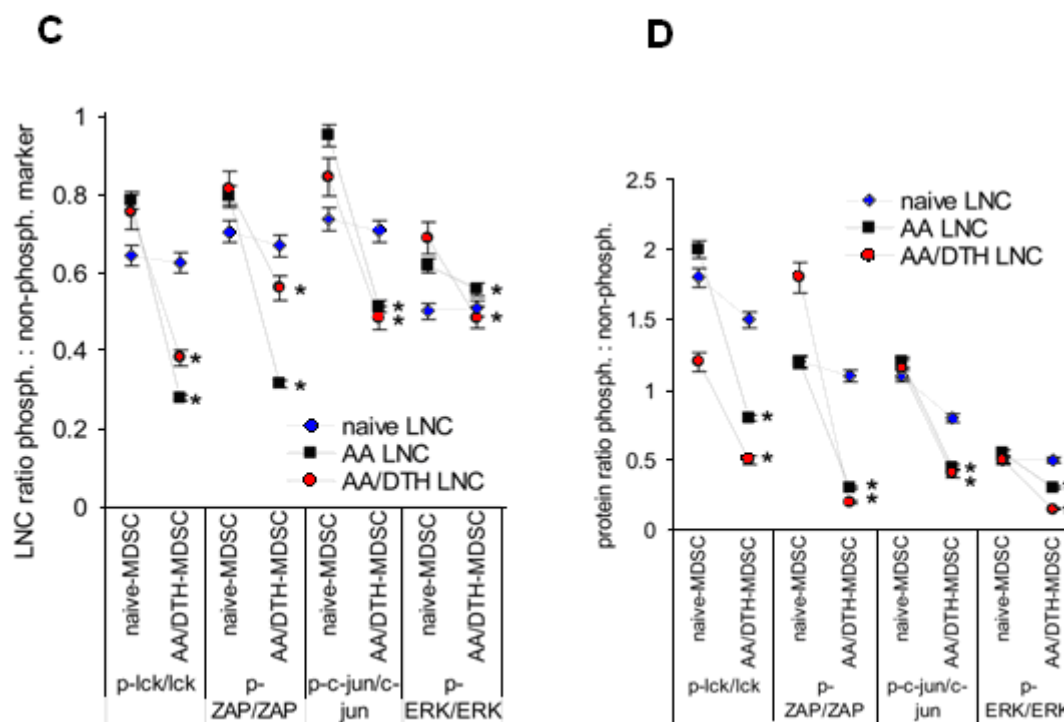 C
LNC ratio phosph. : non-phosph. marker
1
0.8
0.6
0.4
0.2
0
*
*
*
*
*
*
*
*
naive LNC
AA LNC
AA/DTH LNC
naive-MDSC
AA/DTH-MDSC
naive-MDSC
AA/DTH-MDSC
naive-MDSC
AA/DTH-MDSC
naive-MDSC
AA/DTH-MDSC
p-lck/lck
p-
ZAP/ZAP
p-c-jun/c-
jun
p-
ERK/ERK
D
protein ratio phosph. : non-phosph.
2.5
2
1.5
1
0.5
0
naive LNC
AA LNC
AA/DTH LNC
*
*
*
*
*
*
naive-MDSC
AA/DTH-MDSC
naive-MDSC
AA/DTH-MDSC
naive-MDSC
AA/DTH-MDSC
naive-MDSC
AA/DTH-MDSC
p-lck/lck
p-
ZAP/ZAP
p-c-jun/c-
jun
p-
ERK/ERK